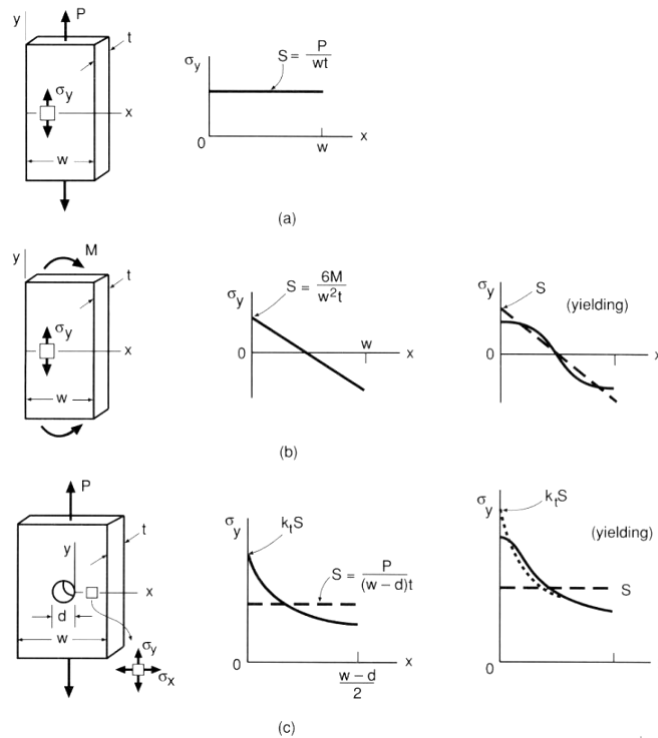 y P
t
σy
x
w
σy
S = P/wt
0
w
x
(a)
y
M
t
σy
x
w
σy
S = 6M/w²t
0
w
x
σy
S
(yielding)
0
x
(b)
P
t
y
x
d
w
σy
σx
σy
ktS
S = P/(w – d)t
0
w – d/2
x
σy
ktS
(yielding)
S
0
(c)